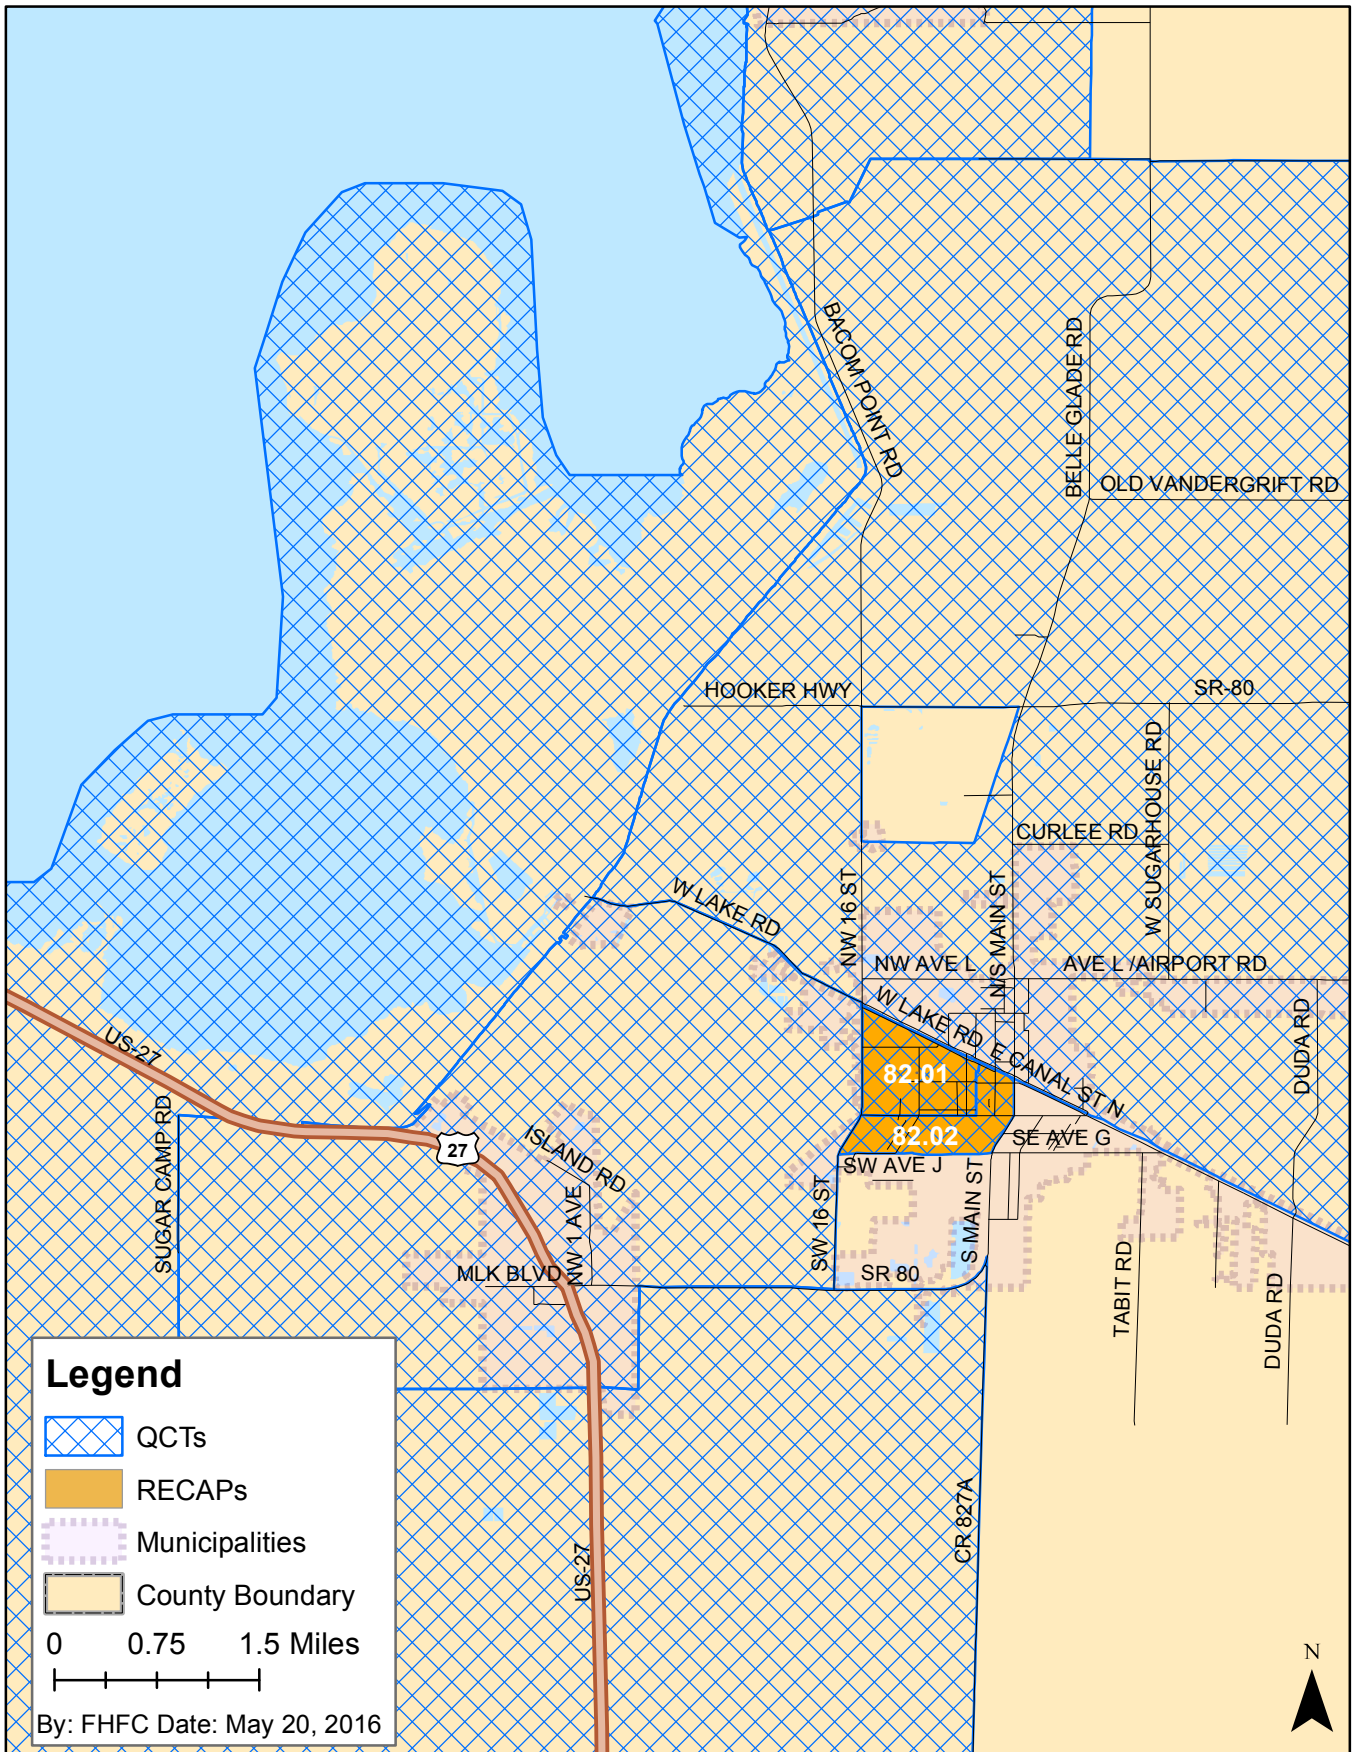 BACOM POINT RD
BELLE GLADE RD
OLD VANDERGRIFT RD
HOOKER HWY
SR-80
W SUGARHOUSE RD
CURLEE RD
W LAKE RD
NW 16 ST
N/S MAIN ST
NW AVE L
AVE L /AIRPORT RD
W LAKE RD
E CANAL ST N
DUDA RD
US-27
82.01
82.02
SE AVE G
SUGAR CAMP RD
27
ISLAND RD
SW AVE J
NW 1 AVE
SW 16 ST
S MAIN ST
MLK BLVD
SR 80
TABIT RD
DUDA RD
CR 827A
US-27
Legend
QCTs
RECAPs
Municipalities
County Boundary
0 0.75 1.5 Miles
By: FHFC Date: May 20, 2016
N